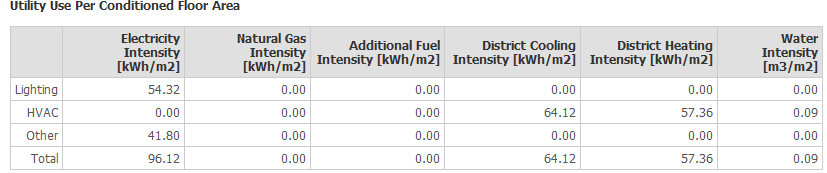 Utility Use Per Conditioned Floor Area
Electricity Intensity [kWh/m2] Natural Gas Intensity [kWh/m2] Additional Fuel Intensity [kWh/m2] District Cooling Intensity [kWh/m2] District Heating Intensity [kWh/m2] Water Intensity [m3/m2]
Lighting 54.32 0.00 0.00 0.00 0.00 0.00
HVAC 0.00 0.00 0.00 64.12 57.36 0.09
Other 41.80 0.00 0.00 0.00 0.00 0.00
Total 96.12 0.00 0.00 64.12 57.36 0.09